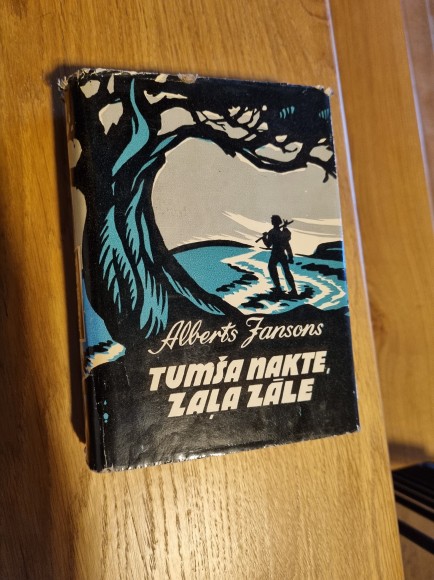 Alberts Jansons
TUMŠA NAKTE,
ZAĻA ZĀLE